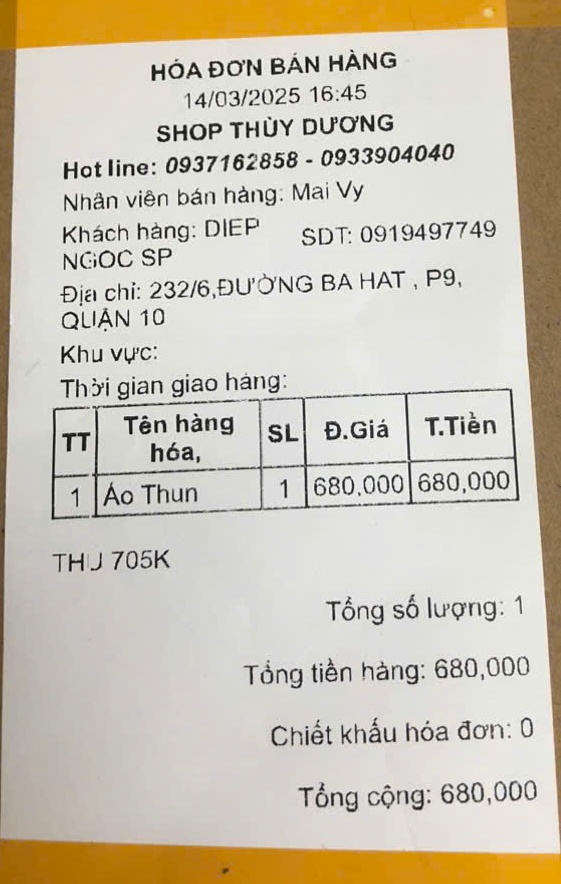 HÓA ĐƠN BÁN HÀNG
14/03/2025 16:45
SHOP THÙY DƯƠNG
Hot line: 0937162858 - 0933904040
Nhân viên bán hàng: Mai Vy
Khách hàng: DIEP NGOC SP SDT: 0919497749
Địa chỉ: 232/6,ĐƯỜNG BA HAT , P9,
QUẬN 10
Khu vực:
Thời gian giao hàng:
TT Tên hàng hóa, SL Đ.Giá T.Tiền
1 Áo Thun 1 680,000 680,000
THU 705K
Tổng số lượng: 1
Tổng tiền hàng: 680,000
Chiết khấu hóa đơn: 0
Tổng cộng: 680,000